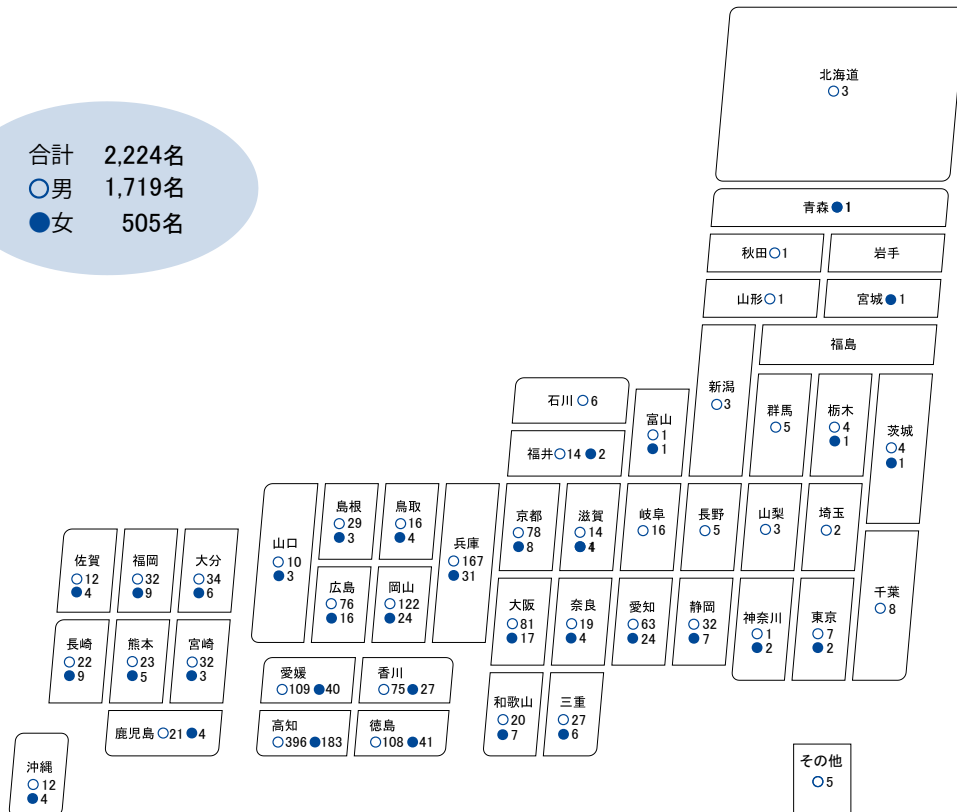 北海道
○3
合計 2,224名
○男 1,719名
●女 505名
青森●1
秋田○1
岩手
山形○1
宮城●1
福島
新潟
○3
群馬
○5
栃木
○4
●1
茨城
○4
●1
石川○6
富山
○1
●1
福井○14●2
山口
○10
●3
島根
○29
●3
鳥取
○16
●4
兵庫
○167
●31
京都
○78
●8
滋賀
○14
●4
岐阜
○16
長野
○5
山梨
○3
埼玉
○2
佐賀
○12
●4
福岡
○32
●9
大分
○34
●6
広島
○76
●16
岡山
○122
●24
大阪
○81
●17
奈良
○19
●4
愛知
○63
●24
静岡
○32
●7
神奈川
○1
●2
東京
○7
●2
千葉
○8
長崎
○22
●9
熊本
○23
●5
宮崎
○32
●3
愛媛
○109●40
香川
○75●27
和歌山
○20
●7
三重
○27
●6
鹿児島○21●4
高知
○396●183
徳島
○108●41
沖縄
○12
●4
その他
○5